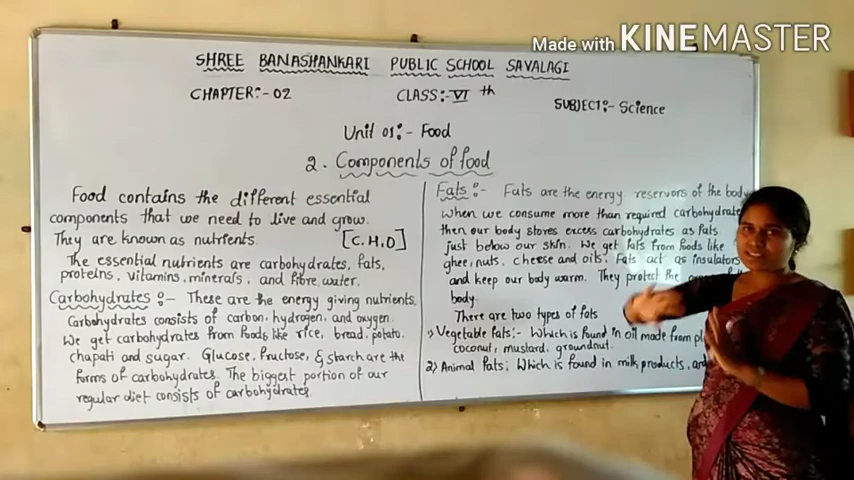 Made with KINEMASTER
SHREE BANASHANKARI PUBLIC SCHOOL SAVALAGI
CHAPTER:- 02 CLASS:- VI th SUBJECT:- Science
Unit 01:- Food
2. Components of food
Food contains the different essential
components that we need to live and grow.
They are known as nutrients. [C.H.O]
The essential nutrients are carbohydrates, fats,
proteins, vitamins, minerals, and fibre, water.
Carbohydrates:- These are the energy giving nutrients.
Carbohydrates consists of carbon, hydrogen, and oxygen.
We get carbohydrates from foods like rice, bread, potato.
chapati and sugar. Glucose, fructose, & starch are the
forms of carbohydrates. The biggest portion of our
regular diet consists of carbohydrates.
Fats:- Fats are the energy reservors of the body
When we consume more than required carbohydrate
then our body stores excess carbohydrates as fats
just below our skin. We get fats from foods like
ghee, nuts, cheese and oils. Fats act as insulators
and keep our body warm. They protect the
body.
There are two types of fats
1) Vegetable fats:- Which is found in oil made from
coconut, mustard, groundnut.
2) Animal fats; Which is found in milk products,